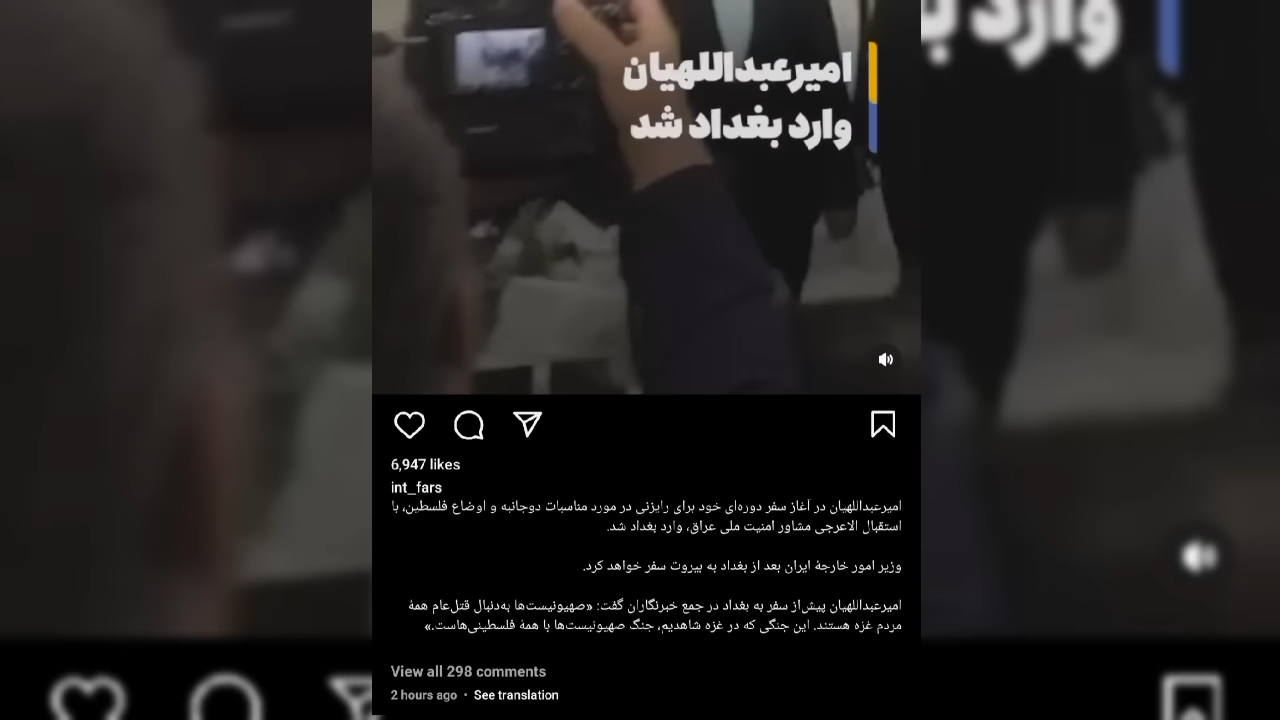 امیرعبداللهیان
وارد بغداد شد
وارد ب
6,947 likes
int_fars
امیرعبداللهیان در آغاز سفر دوره‌ای خود برای رایزنی در مورد مناسبات دوجانبه و اوضاع فلسطین، با
استقبال الاعرجی مشاور امنیت ملی عراق، وارد بغداد شد.
وزیر امور خارجهٔ ایران بعد از بغداد به بیروت سفر خواهد کرد.
امیرعبداللهیان پیش‌از سفر به بغداد در جمع خبرنگاران گفت: «صهیونیست‌ها به‌دنبال قتل‌عام همهٔ
مردم غزه هستند. این جنگی که در غزه شاهدیم، جنگ صهیونیست‌ها با همهٔ فلسطینی‌هاست.»
View all 298 comments
2 hours ago • See translation